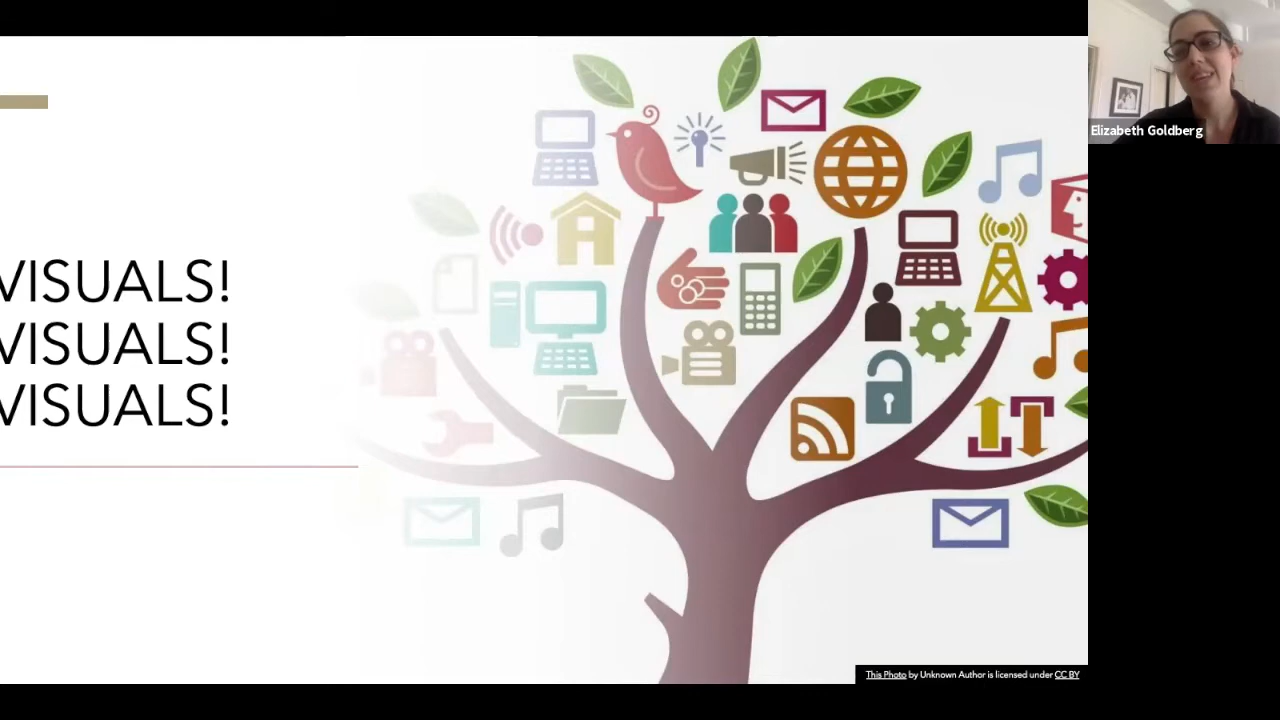 VISUALS!
VISUALS!
VISUALS!
Elizabeth Goldberg
This Photo by Unknown Author is licensed under CC BY